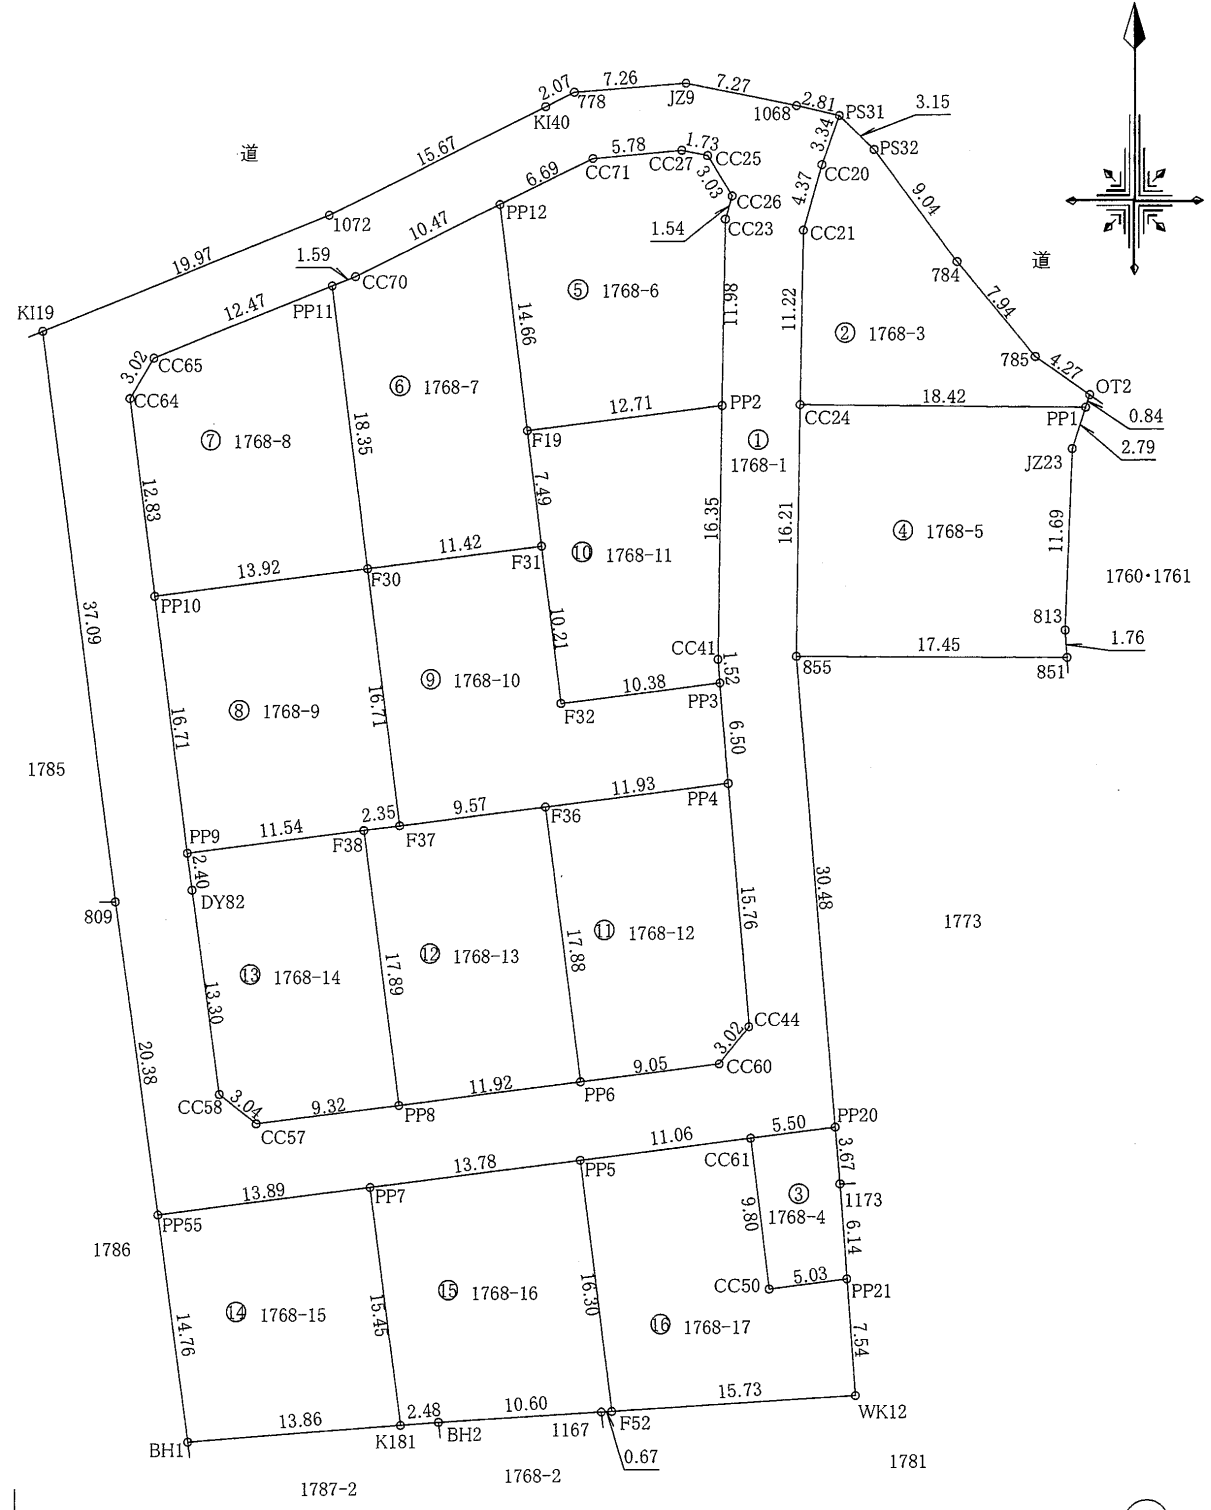 2.07
7.26
778
JZ9
7.27
2.81
1068
PS31
3.15
KI40
道
15.67
5.78
1.73
CC27
CC25
3.34
PS32
CC71
CC20
6.69
3.03
CC26
9.04
4.37
PP12
1.54
CC23
1072
10.47
CC21
19.97
1.59
CC70
784
道
12.47
PP11
⑤ 1768-6
KI19
14.66
11.98
11.22
② 1768-3
7.94
3.02
CC65
785
4.27
⑥ 1768-7
OT2
CC64
12.71
PP2
CC24
18.42
PP1
0.84
18.35
F19
①
1768-1
2.79
⑦ 1768-8
JZ23
12.83
7.49
16.35
16.21
④ 1768-5
11.69
11.42
F31
⑩ 1768-11
13.92
F30
1760・1761
PP10
37.09
10.21
813
1.76
CC41
1.52
17.45
855
851
⑨ 1768-10
10.38
PP3
⑧ 1768-9
16.71
F32
16.71
6.50
1785
11.93
PP4
PP9
11.54
2.35
9.57
F36
F38
F37
2.40
30.48
DY82
15.76
809
1773
⑪ 1768-12
⑫ 1768-13
17.88
⑬ 1768-14
17.89
13.30
CC44
3.02
20.38
CC60
9.05
11.92
PP6
CC58
3.04
9.32
PP8
CC57
PP20
5.50
11.06
CC61
3.67
13.78
PP5
13.89
PP7
③
1768-4
1173
PP55
9.80
6.14
1786
5.03
CC50
PP21
⑮ 1768-16
16.30
⑭ 1768-15
15.45
⑯ 1768-17
14.76
7.54
15.73
10.60
WK12
2.48
13.86
F52
1167
BH2
K181
BH1
0.67
1781
1768-2
1787-2